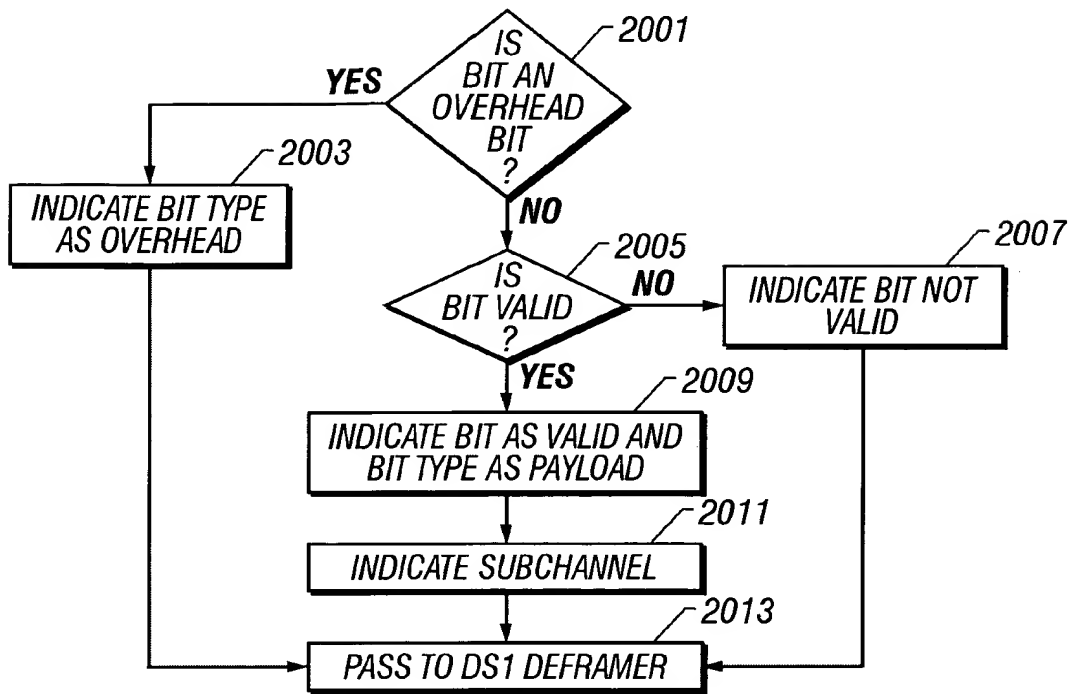 2001
IS
BIT AN
OVERHEAD
BIT
?
YES
2003
INDICATE BIT TYPE
AS OVERHEAD
NO
2005
IS
BIT VALID
?
NO
2007
INDICATE BIT NOT
VALID
YES
2009
INDICATE BIT AS VALID AND
BIT TYPE AS PAYLOAD
2011
INDICATE SUBCHANNEL
2013
PASS TO DS1 DEFRAMER